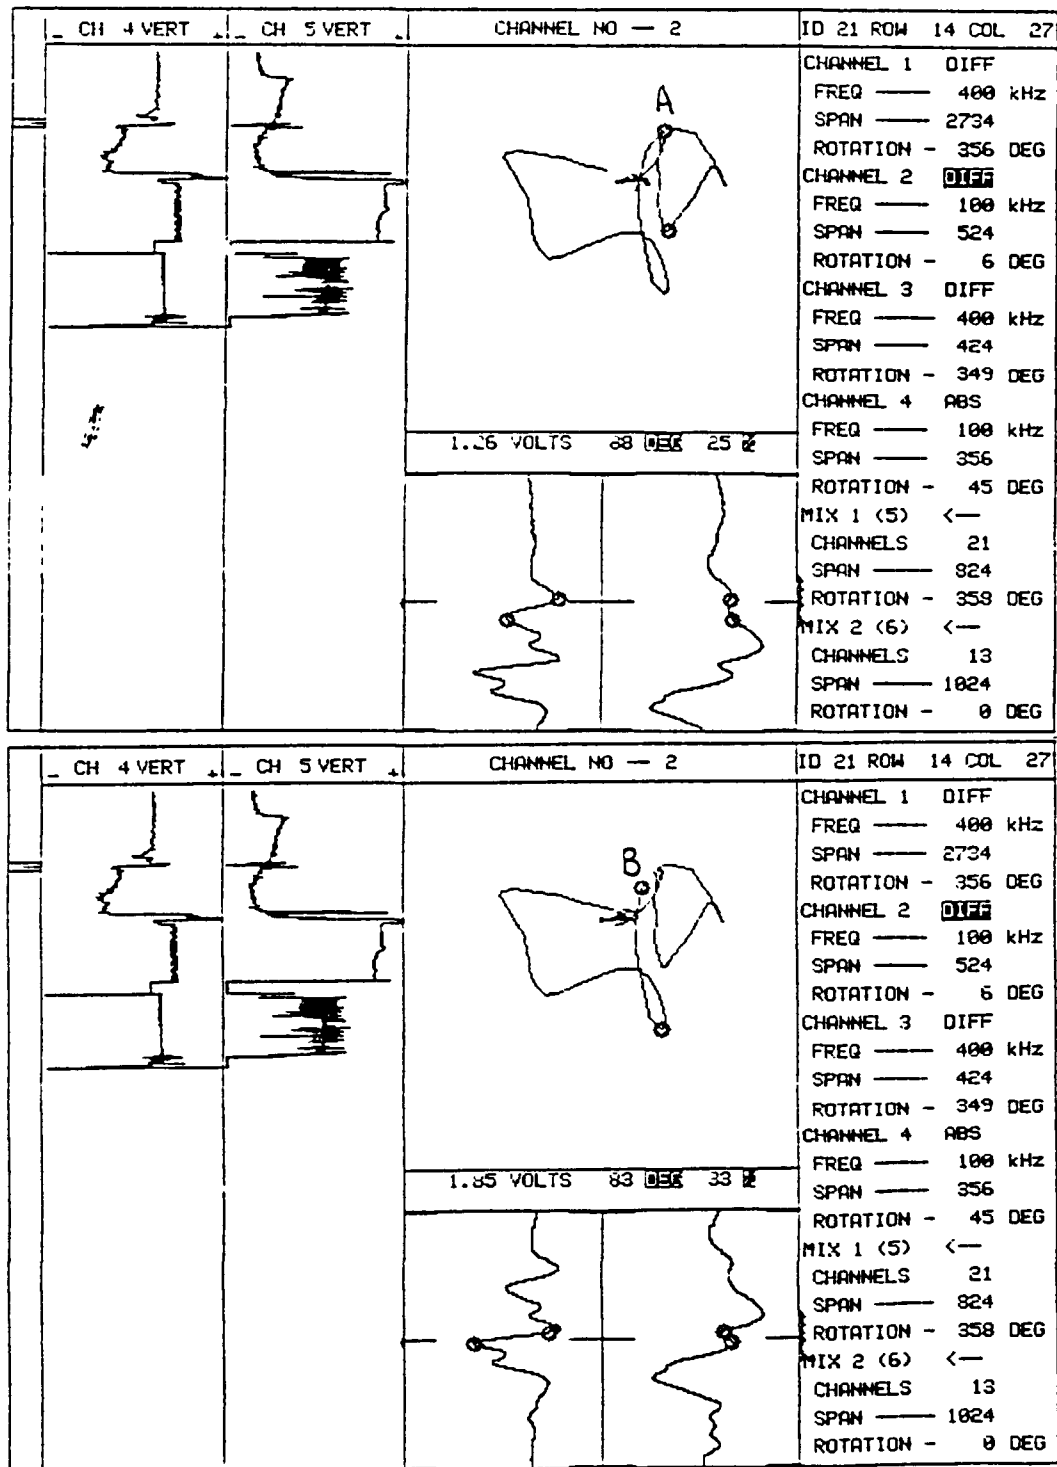 _ CH 4 VERT +
_ CH 5 VERT +
CHANNEL NO — 2
ID 21 ROW 14 COL 27
A
1.26 VOLTS 88 DEG 25 %
CHANNEL 1 DIFF
FREQ — 400 kHz
SPAN — 2734
ROTATION - 356 DEG
CHANNEL 2 DIFF
FREQ — 100 kHz
SPAN — 524
ROTATION - 6 DEG
CHANNEL 3 DIFF
FREQ — 400 kHz
SPAN — 424
ROTATION - 349 DEG
CHANNEL 4 ABS
FREQ — 100 kHz
SPAN — 356
ROTATION - 45 DEG
MIX 1 (5) <—
CHANNELS 21
SPAN — 824
ROTATION - 358 DEG
MIX 2 (6) <—
CHANNELS 13
SPAN — 1024
ROTATION - 0 DEG
_ CH 4 VERT +
_ CH 5 VERT +
CHANNEL NO — 2
ID 21 ROW 14 COL 27
B
1.85 VOLTS 83 DEG 33 %
CHANNEL 1 DIFF
FREQ — 400 kHz
SPAN — 2734
ROTATION - 356 DEG
CHANNEL 2 DIFF
FREQ — 100 kHz
SPAN — 524
ROTATION - 6 DEG
CHANNEL 3 DIFF
FREQ — 400 kHz
SPAN — 424
ROTATION - 349 DEG
CHANNEL 4 ABS
FREQ — 100 kHz
SPAN — 356
ROTATION - 45 DEG
MIX 1 (5) <—
CHANNELS 21
SPAN — 824
ROTATION - 358 DEG
MIX 2 (6) <—
CHANNELS 13
SPAN — 1024
ROTATION - 0 DEG